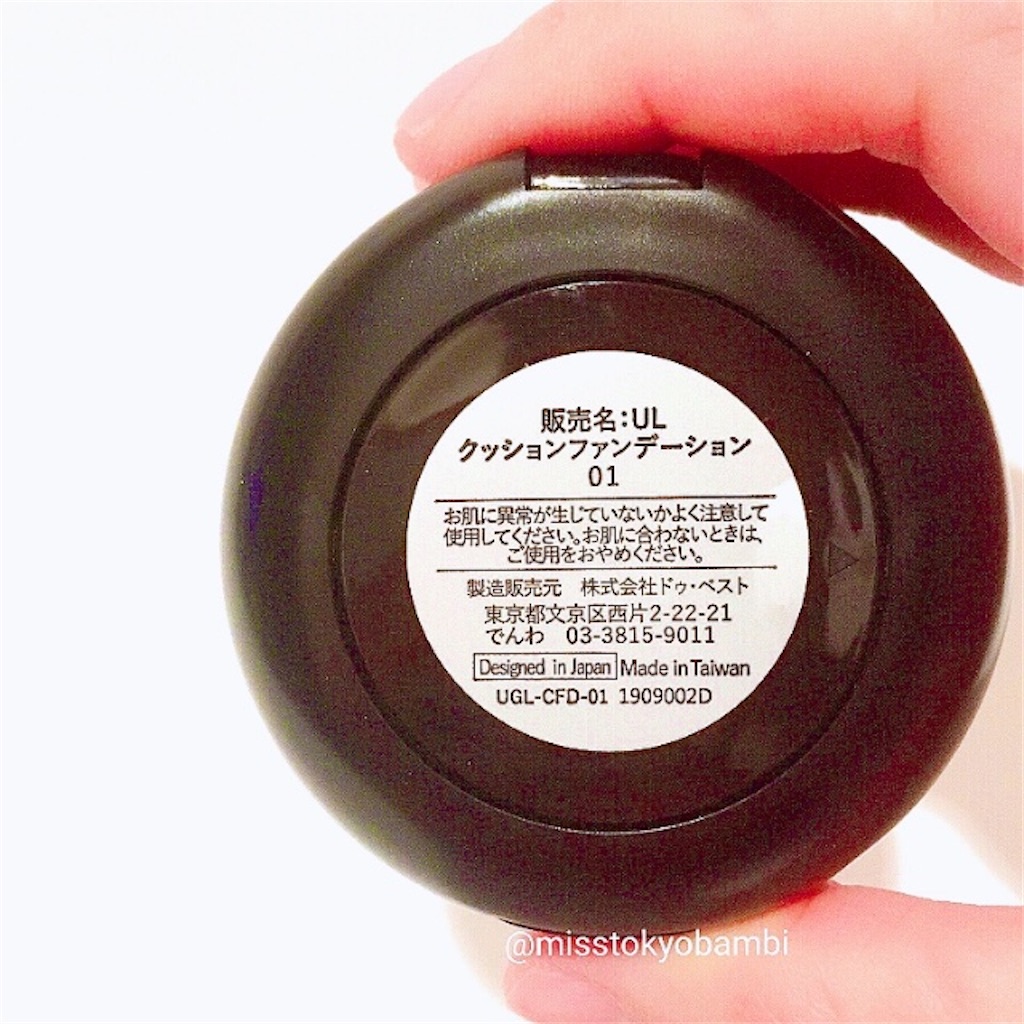 販売名：UL
クッションファンデーション
01
お肌に異常が生じていないかよく注意して
使用してください。お肌に合わないときは、
ご使用をおやめください。
製造販売元　株式会社ドゥ・ベスト
東京都文京区西片2-22-21
でんわ　03-3815-9011
Designed in Japan Made in Taiwan
UGL-CFD-01 1909002D
@misstokyobambi